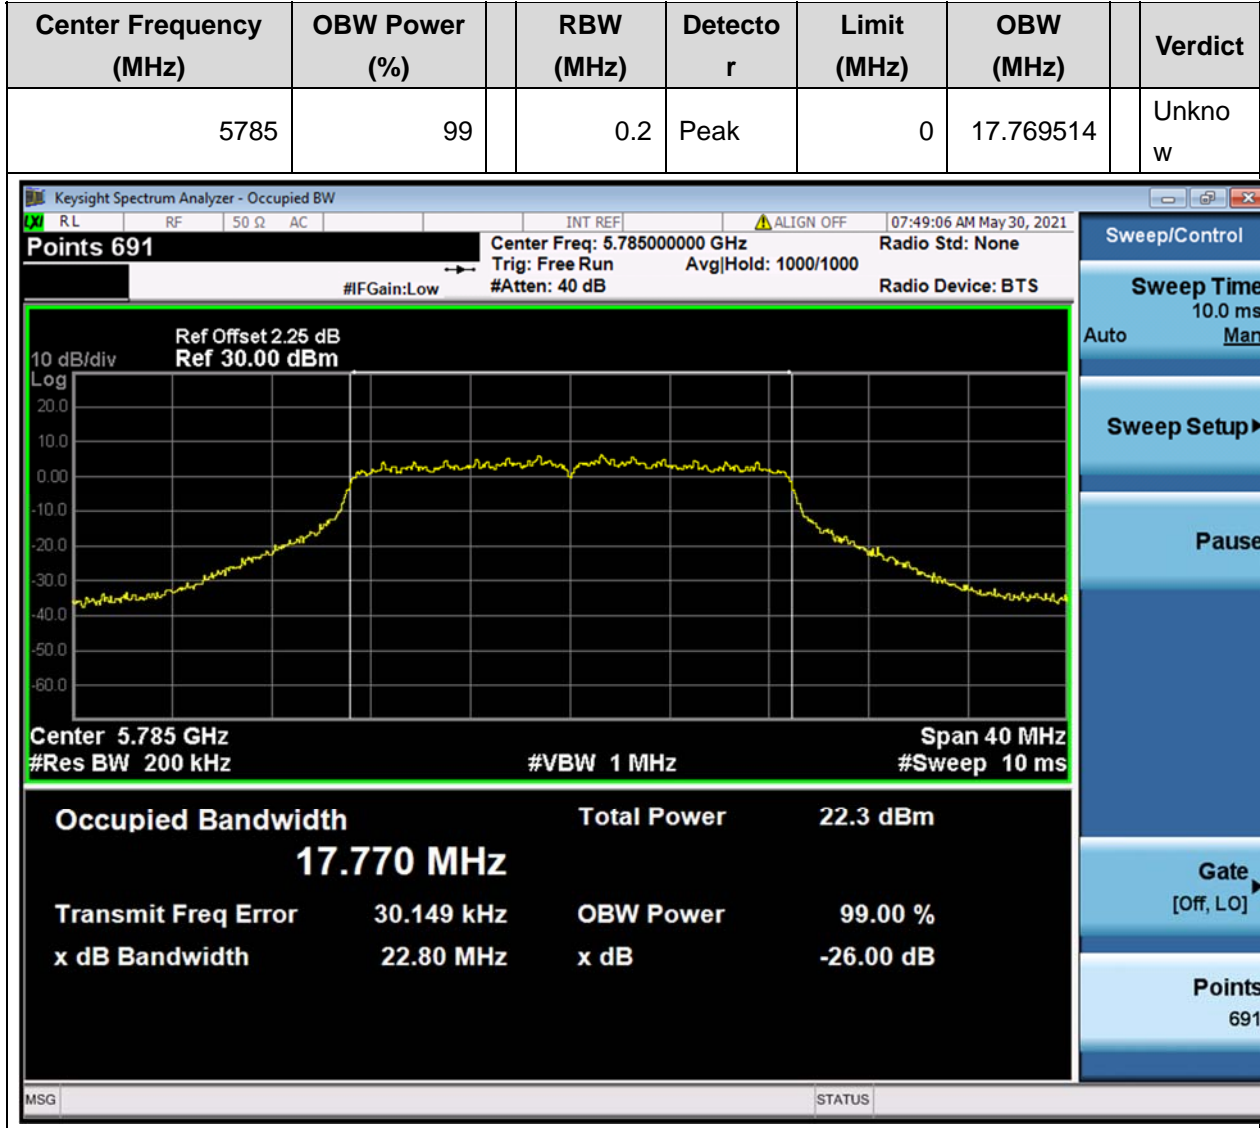 Center Frequency OBW Power RBW Detecto Limit OBW Verdict
(MHz) (%) (MHz) r (MHz) (MHz)
5785 99 0.2 Peak 0 17.769514 Unkno
w
Keysight Spectrum Analyzer - Occupied BW
LXI RL RF 50 Ω AC INT REF ALIGN OFF 07:49:06 AM May 30, 2021
Points 691
Center Freq: 5.785000000 GHz Radio Std: None
Trig: Free Run Avg|Hold: 1000/1000
#IFGain:Low #Atten: 40 dB Radio Device: BTS
Ref Offset 2.25 dB
10 dB/div Ref 30.00 dBm
Log
20.0
10.0
0.00
-10.0
-20.0
-30.0
-40.0
-50.0
-60.0
Center 5.785 GHz Span 40 MHz
#Res BW 200 kHz #VBW 1 MHz #Sweep 10 ms
Occupied Bandwidth Total Power 22.3 dBm
17.770 MHz
Transmit Freq Error 30.149 kHz OBW Power 99.00 %
x dB Bandwidth 22.80 MHz x dB -26.00 dB
MSG STATUS
Sweep/Control
Sweep Time
10.0 ms
Auto Man
Sweep Setup
Pause
Gate
[Off, LO]
Points
691